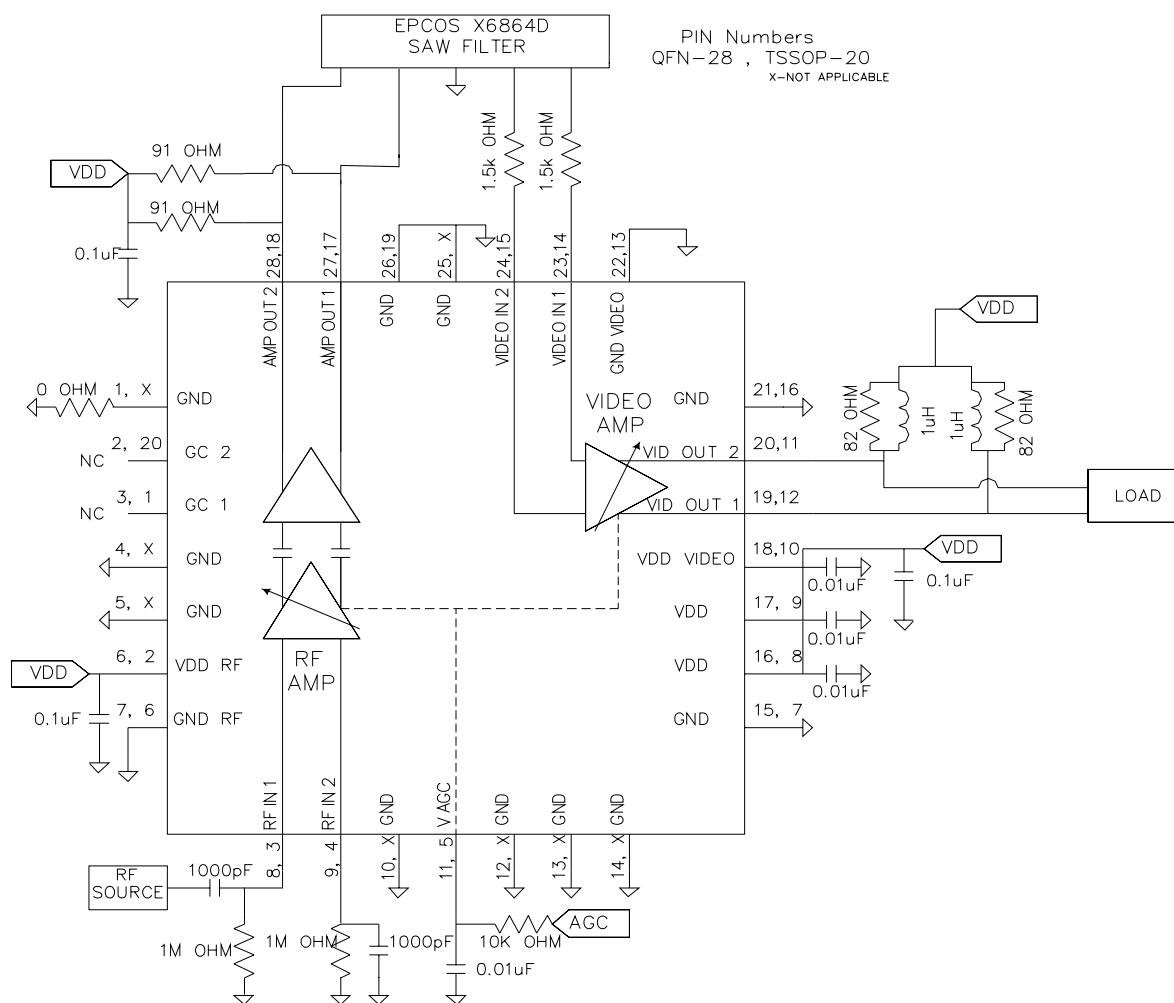 EPCOS X6864D
SAW FILTER
PIN Numbers
QFN-28 , TSSOP-20
X-NOT APPLICABLE
1.5k OHM
1.5k OHM
91 OHM
VDD
91 OHM
0.1uF
28,18
27,17
26,19
25, X
24,15
23,14
22,13
AMP OUT 2
AMP OUT1
GND
GND
VIDEO IN 2
VIDEO IN 1
GND VIDEO
VDD
0 OHM
1, X
GND
VIDEO
AMP
GND
21,16
82 OHM
1uH
1uH
82 OHM
2, 20
NC
GC 2
VID OUT 2
20,11
3, 1
NC
GC 1
VID OUT 1
19,12
LOAD
4, X
GND
VDD VIDEO
18,10
VDD
0.01uF
0.1uF
5, X
GND
VDD
17, 9
0.01uF
6, 2
VDD
VDD RF
RF
AMP
VDD
16, 8
0.01uF
0.1uF
7, 6
GND RF
GND
15, 7
RF IN 1
RF IN 2
GND
V AGC
GND
GND
GND
8, 3
9, 4
10, X
11, 5
12, X
13, X
14, X
RF
SOURCE
1000pF
1M OHM
1M OHM
1000pF
10K OHM
AGC
0.01uF